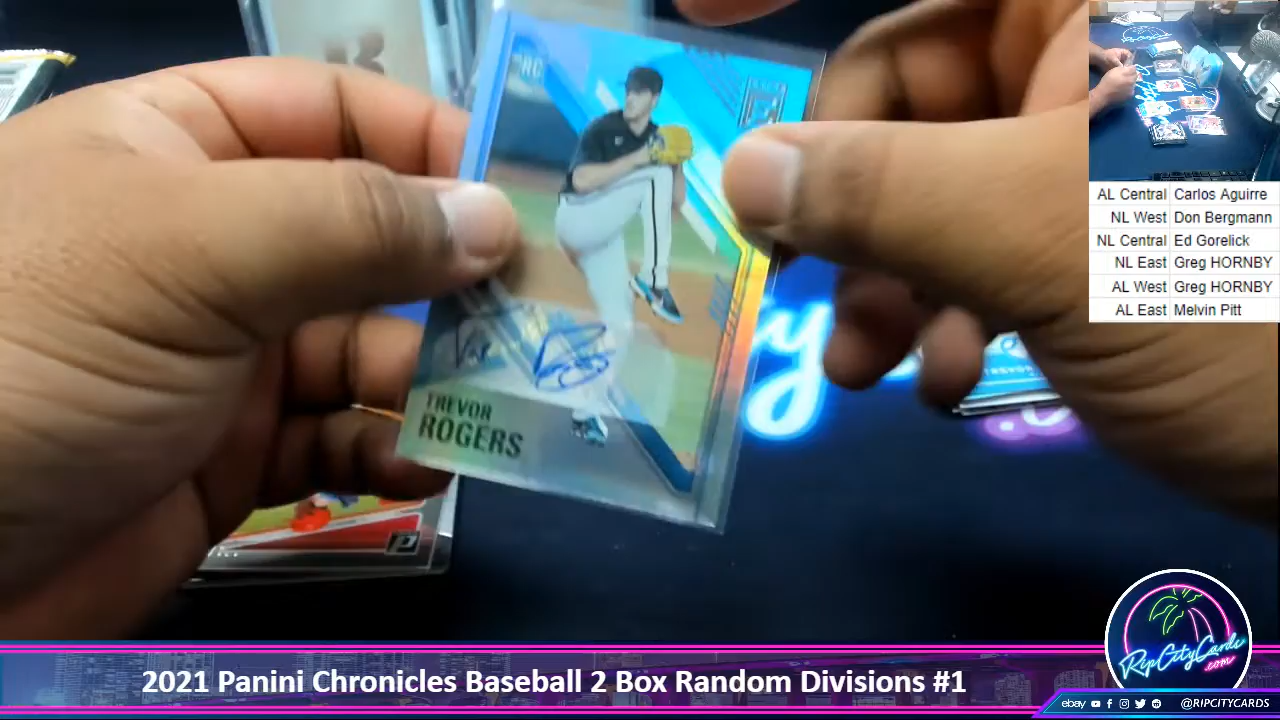 RC
TREVOR
ROGERS
TREVOR
AL Central Carlos Aguirre
NL West Don Bergmann
NL Central Ed Gorelick
NL East Greg HORNBY
AL West Greg HORNBY
AL East Melvin Pitt
RipCityCards
.com
2021 Panini Chronicles Baseball 2 Box Random Divisions #1
ebay @RIPCITYCARDS